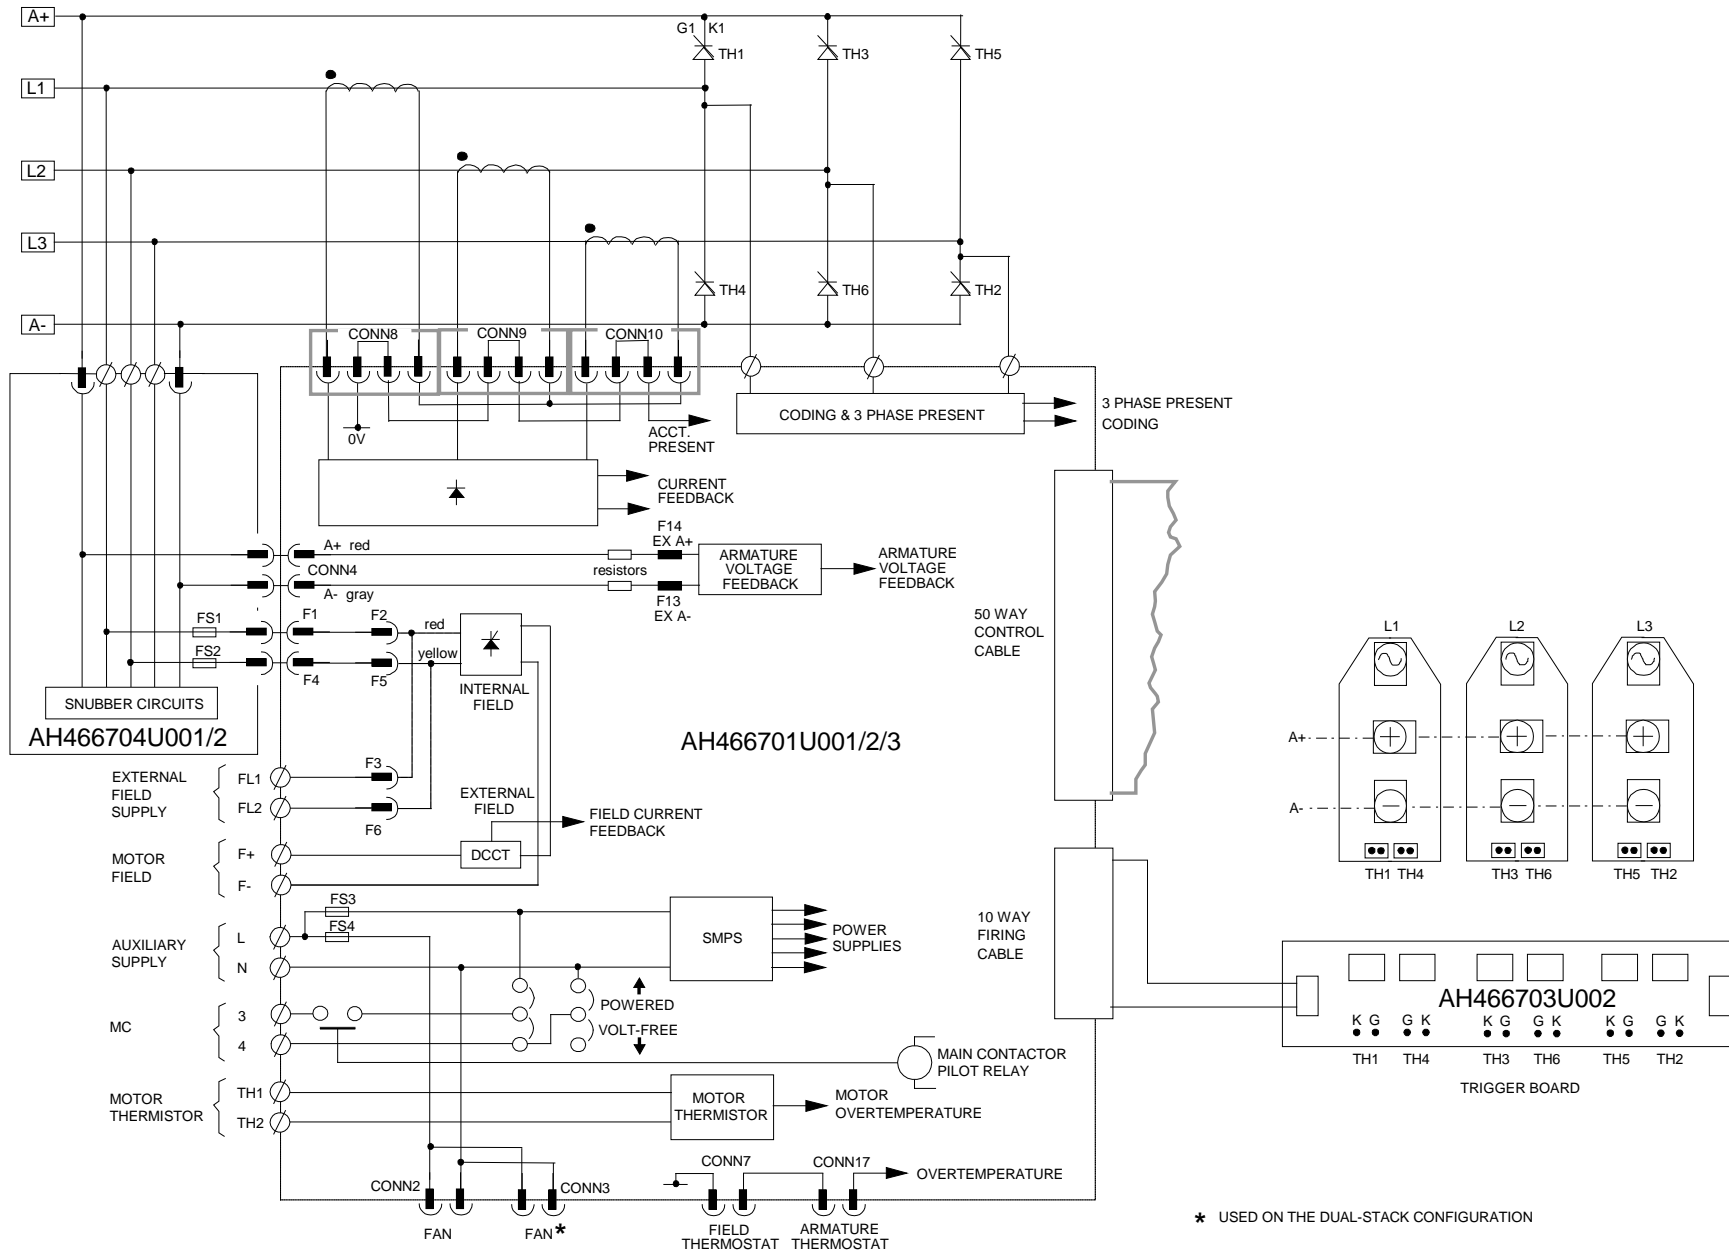 A+
G1 K1
TH1
TH3
TH5
L1
L2
L3
TH4
TH6
TH2
A-
CONN8
CONN9
CONN10
0V
ACCT.
PRESENT
CODING & 3 PHASE PRESENT
3 PHASE PRESENT
CODING
CURRENT
FEEDBACK
A+ red
CONN4
A- gray
resistors
F14
EX A+
F13
EX A-
ARMATURE
VOLTAGE
FEEDBACK
ARMATURE
VOLTAGE
FEEDBACK
FS1
FS2
F1
F2
F4
F5
red
yellow
INTERNAL
FIELD
SNUBBER CIRCUITS
AH466704U001/2
AH466701U001/2/3
50 WAY
CONTROL
CABLE
L1
L2
L3
A+
A-
TH1 TH4
TH3 TH6
TH5 TH2
EXTERNAL
FIELD
SUPPLY
FL1
FL2
F3
F6
EXTERNAL
FIELD
FIELD CURRENT
FEEDBACK
DCCT
MOTOR
FIELD
F+
F-
FS3
FS4
AUXILIARY
SUPPLY
L
N
SMPS
POWER
SUPPLIES
10 WAY
FIRING
CABLE
POWERED
VOLT-FREE
MC
3
4
MAIN CONTACTOR
PILOT RELAY
AH466703U002
K G
G K
K G
G K
K G
G K
TH1
TH4
TH3
TH6
TH5
TH2
TRIGGER BOARD
MOTOR
THERMISTOR
TH1
TH2
MOTOR
THERMISTOR
MOTOR
OVERTEMPERATURE
CONN2
CONN3
CONN7
CONN17
OVERTEMPERATURE
FAN
FAN *
FIELD
THERMOSTAT
ARMATURE
THERMOSTAT
* USED ON THE DUAL-STACK CONFIGURATION